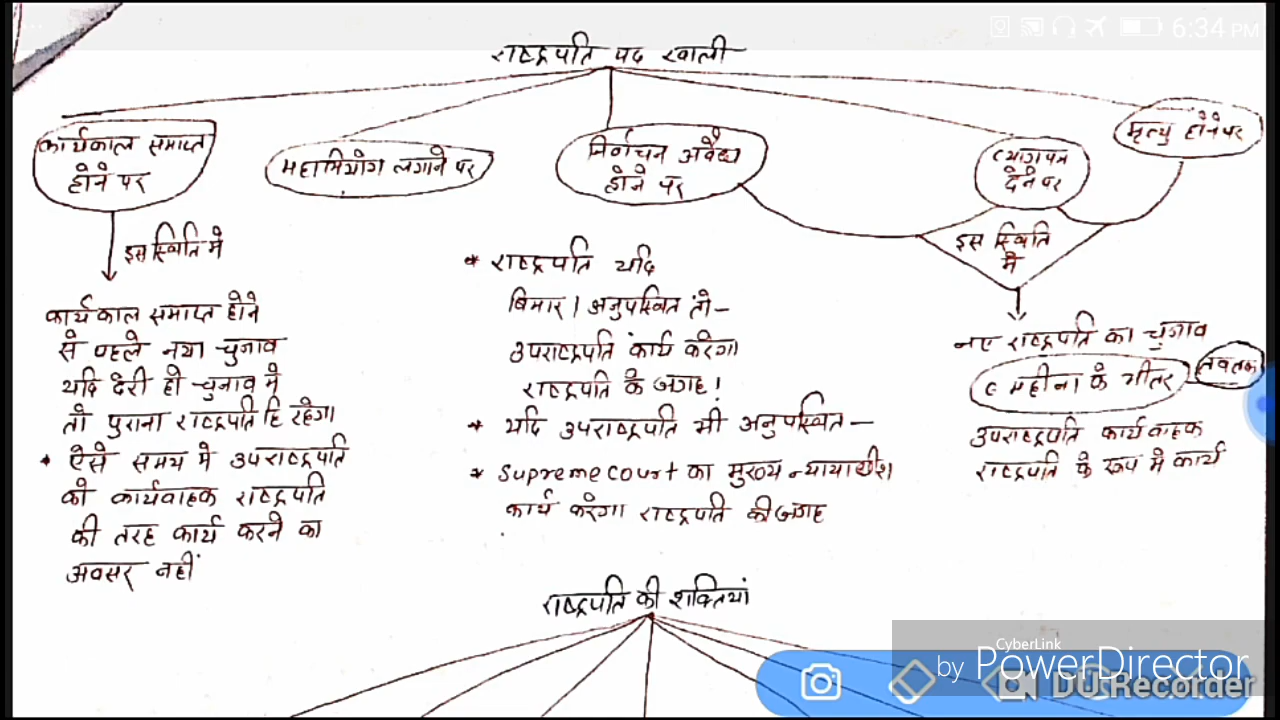 6:34 PM
राष्ट्रपति पद खाली
कार्यकाल समाप्त
होने पर
महाभियोग लगाने पर
निर्वाचन अवैध
होने पर
त्यागपत्र
देने पर
मृत्यु होने पर
इस स्थिति मे
कार्यकाल समाप्त होने
से पहले नया चुनाव
यदि देरी हो चुनाव मे
तो पुराना राष्ट्रपति हि रहेगा
* ऐसे समय मे उपराष्ट्रपति
को कार्यवाहक राष्ट्रपति
की तरह कार्य करने का
अवसर नहीं
* राष्ट्रपति यदि
बिमार / अनुपस्थित तो -
उपराष्ट्रपति कार्य करेगा
राष्ट्रपति के जगह !
* यदि उपराष्ट्रपति भी अनुपस्थित -
* Supreme court का मुख्य न्यायाधीश
कार्य करेगा राष्ट्रपति की जगह
इस स्थिति
मे
नए राष्ट्रपति का चुनाव
महीना के भीतर
तबतक
उपराष्ट्रपति कार्यवाहक
राष्ट्रपति के रूप मे कार्य
राष्ट्रपति की शक्तियां
CyberLink
by PowerDirector
DU Recorder